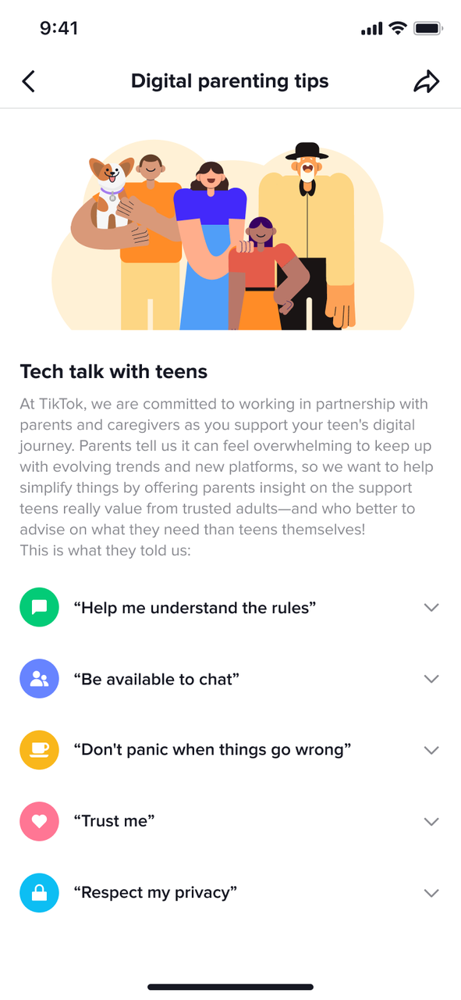 9:41
Digital parenting tips
Tech talk with teens
At TikTok, we are committed to working in partnership with
parents and caregivers as you support your teen's digital
journey. Parents tell us it can feel overwhelming to keep up
with evolving trends and new platforms, so we want to help
simplify things by offering parents insight on the support
teens really value from trusted adults—and who better to
advise on what they need than teens themselves!
This is what they told us:
“Help me understand the rules”
“Be available to chat”
“Don't panic when things go wrong”
“Trust me”
“Respect my privacy”